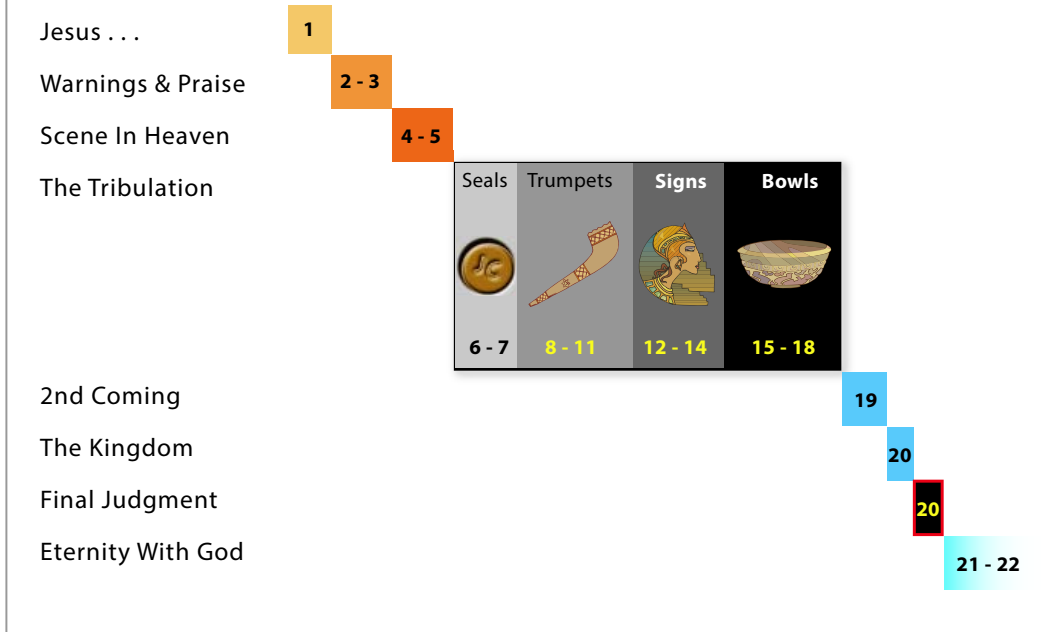 Jesus . . . 1
Warnings & Praise 2 - 3
Scene In Heaven 4 - 5
The Tribulation
Seals Trumpets Signs Bowls
6 - 7 8 - 11 12 - 14 15 - 18
2nd Coming 19
The Kingdom 20
Final Judgment 20
Eternity With God 21 - 22